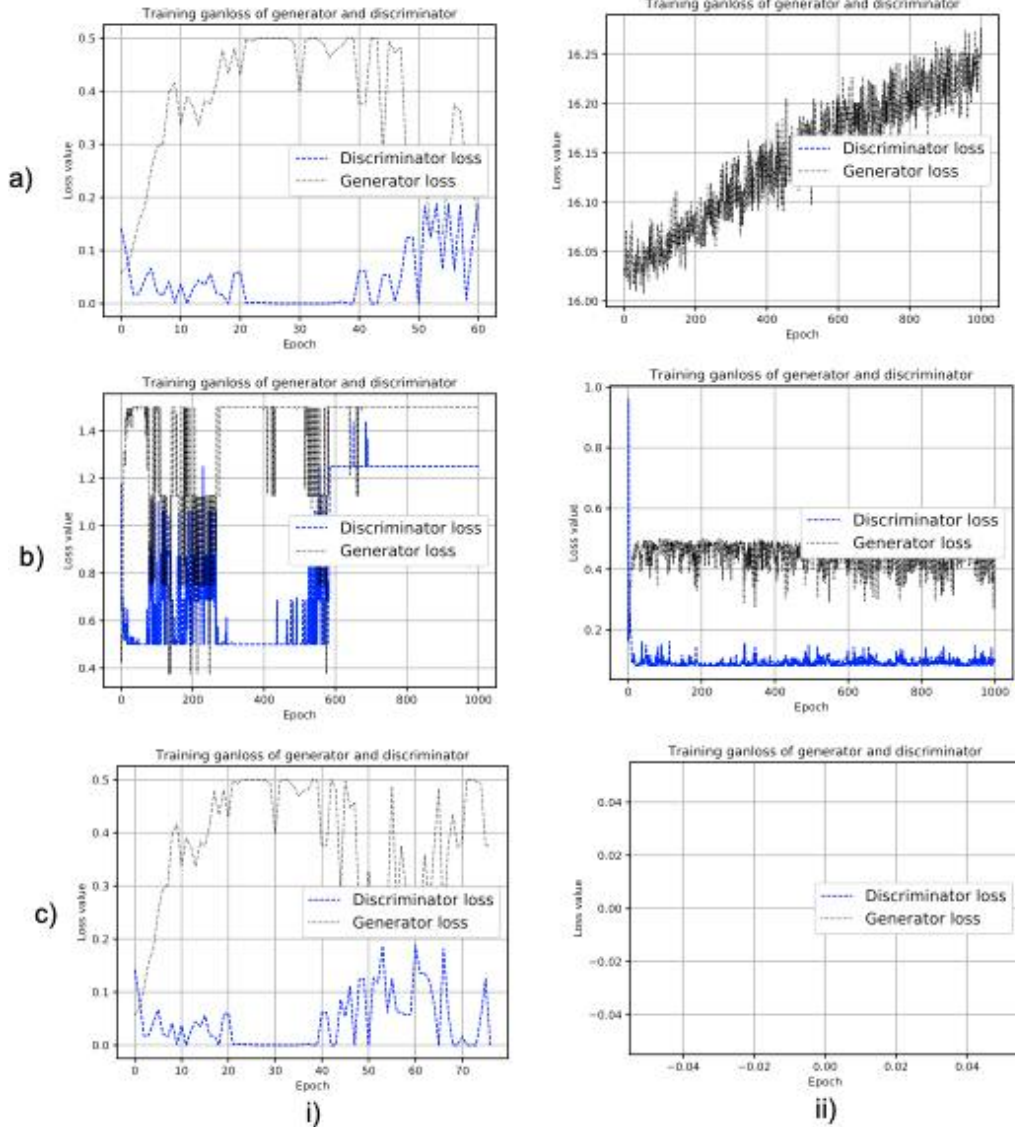 Training ganloss of generator and discriminator
0.5
0.4
0.3
0.2
0.1
0.0
Loss value
Discriminator loss
Generator loss
0 10 20 30 40 50 60
Epoch
Training ganloss of generator and discriminator
16.25
16.20
16.15
16.10
16.05
16.00
Loss value
Discriminator loss
Generator loss
0 200 400 600 800 1000
Epoch
a)
Training ganloss of generator and discriminator
1.4
1.2
1.0
0.8
0.6
0.4
Loss value
Discriminator loss
Generator loss
0 200 400 600 800 1000
Epoch
Training ganloss of generator and discriminator
1.0
0.8
0.6
0.4
0.2
Loss value
Discriminator loss
Generator loss
0 200 400 600 800 1000
Epoch
b)
Training ganloss of generator and discriminator
0.5
0.4
0.3
0.2
0.1
0.0
Loss value
Discriminator loss
Generator loss
0 10 20 30 40 50 60 70
Epoch
Training ganloss of generator and discriminator
0.04
0.02
0.00
−0.02
−0.04
Loss value
Discriminator loss
Generator loss
−0.04 −0.02 0.00 0.02 0.04
Epoch
c)
i)
ii)